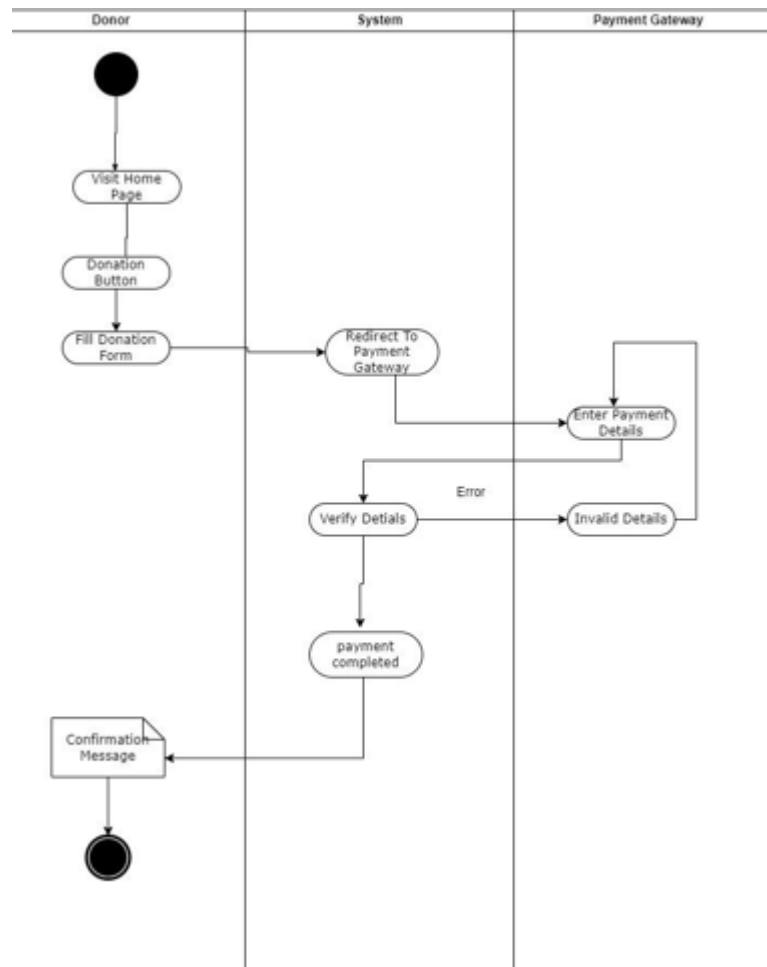 Donor
System
Payment Gateway
Visit Home
Page
Donation
Button
Fill Donation
Form
Redirect To
Payment
Gateway
Enter Payment
Details
Error
Verify Detials
Invalid Details
payment
completed
Confirmation
Message